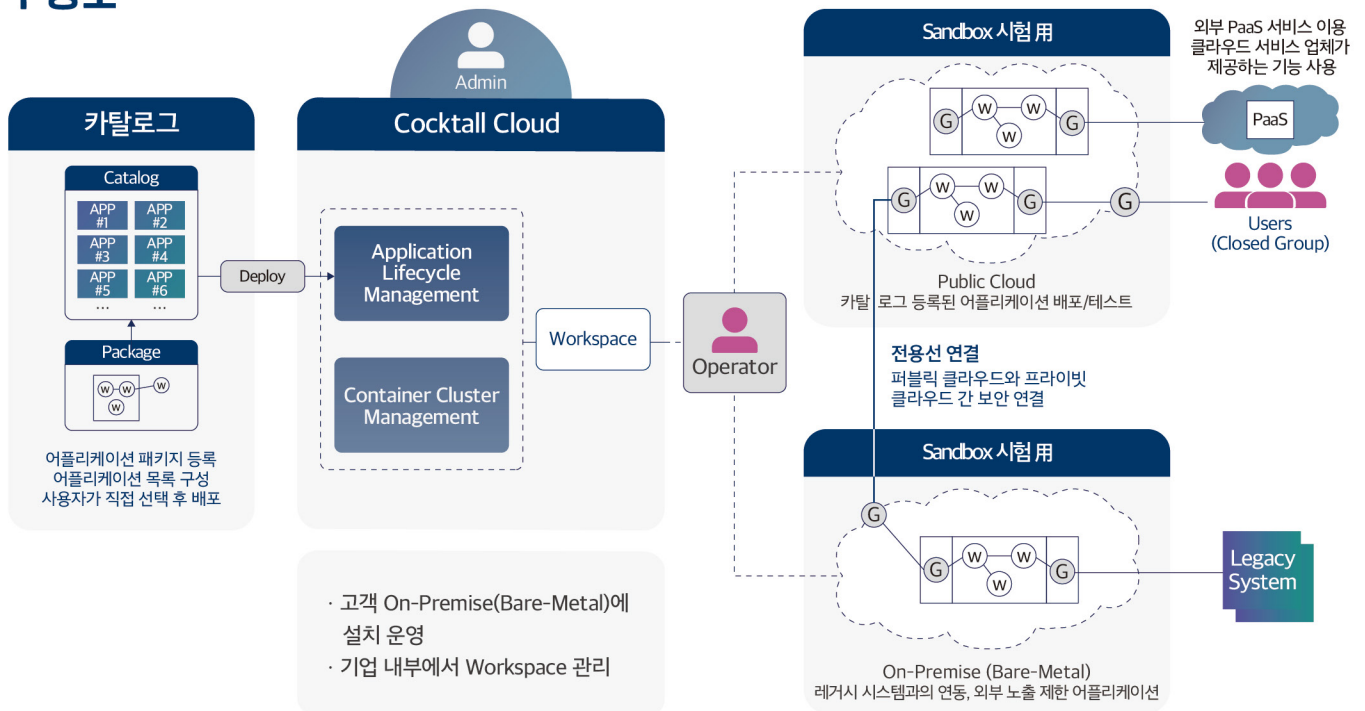 구성도
카탈로그
Catalog
APP
#1
APP
#2
APP
#3
APP
#4
APP
#5
APP
#6
...
...
Package
W
W
W
W
어플리케이션 패키지 등록
어플리케이션 목록 구성
사용자가 직접 선택 후 배포
Deploy
Admin
Cocktall Cloud
Application
Lifecycle
Management
Container Cluster
Management
Workspace
· 고객 On-Premise(Bare-Metal)에
설치 운영
· 기업 내부에서 Workspace 관리
Operator
Sandbox 시험 用
G
W
W
W
G
G
W
W
W
G
G
Public Cloud
카탈 로그 등록된 어플리케이션 배포/테스트
외부 PaaS 서비스 이용
클라우드 서비스 업체가
제공하는 기능 사용
PaaS
Users
(Closed Group)
전용선 연결
퍼블릭 클라우드와 프라이빗
클라우드 간 보안 연결
Sandbox 시험 用
G
G
W
W
W
G
On-Premise (Bare-Metal)
레거시 시스템과의 연동, 외부 노출 제한 어플리케이션
Legacy
System